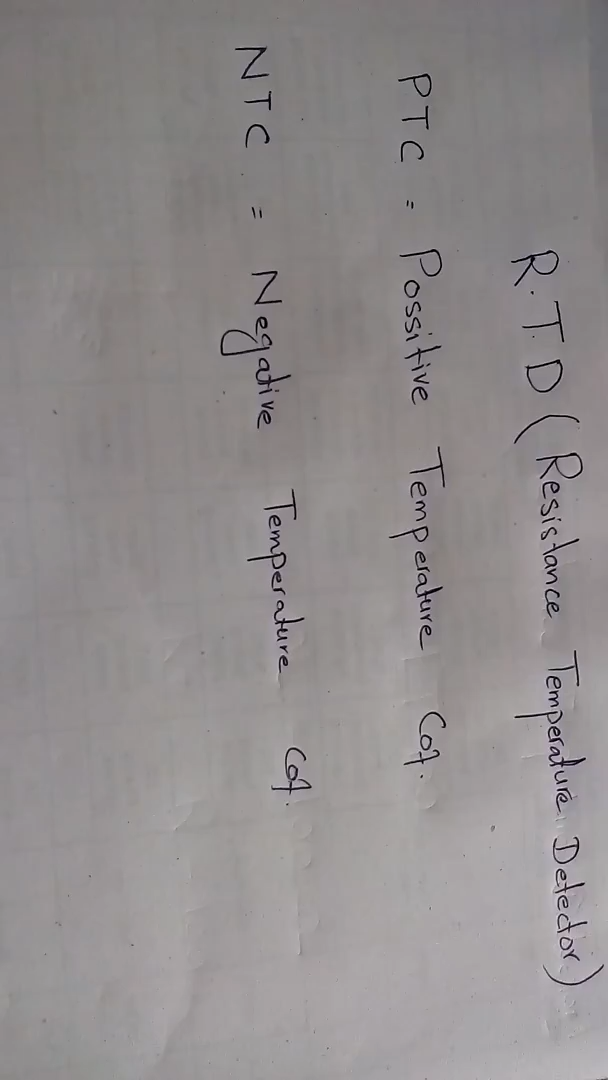 R.T.D (Resistance Temperature Detector)
PTC = Possitive Temperature Cof.
NTC = Negative Temperature Cof.